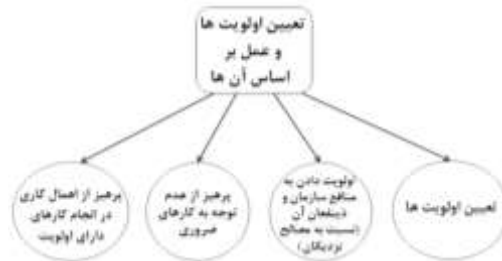 تعیین اولویت ها
و عمل بر
اساس آن ها
تعیین اولویت ها
اولویت دادن به
منافع سازمان و
ذینفعان آن
(نسبت به مصالح
نزدیکان)
پرهیز از عدم
توجه به کارهای
ضروری
پرهیز از اهمال کاری
در انجام کارهای
دارای اولویت